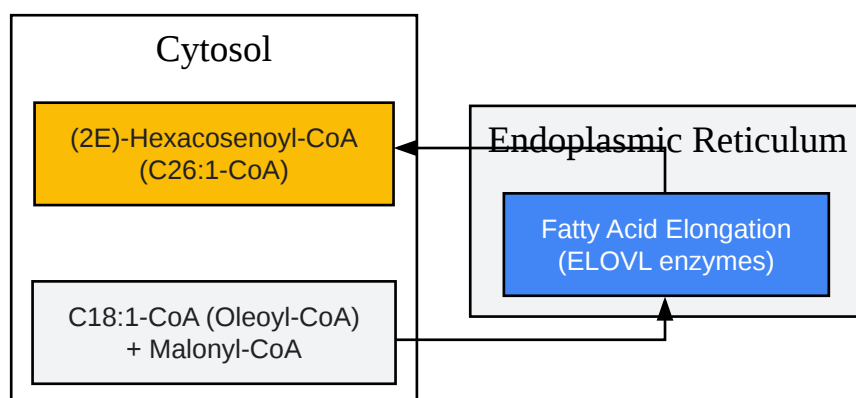 Cytosol
(2E)-Hexacosenoyl-CoA
(C26:1-CoA)
C18:1-CoA (Oleoyl-CoA)
+ Malonyl-CoA
Endoplasmic Reticulum
Fatty Acid Elongation
(ELOVL enzymes)